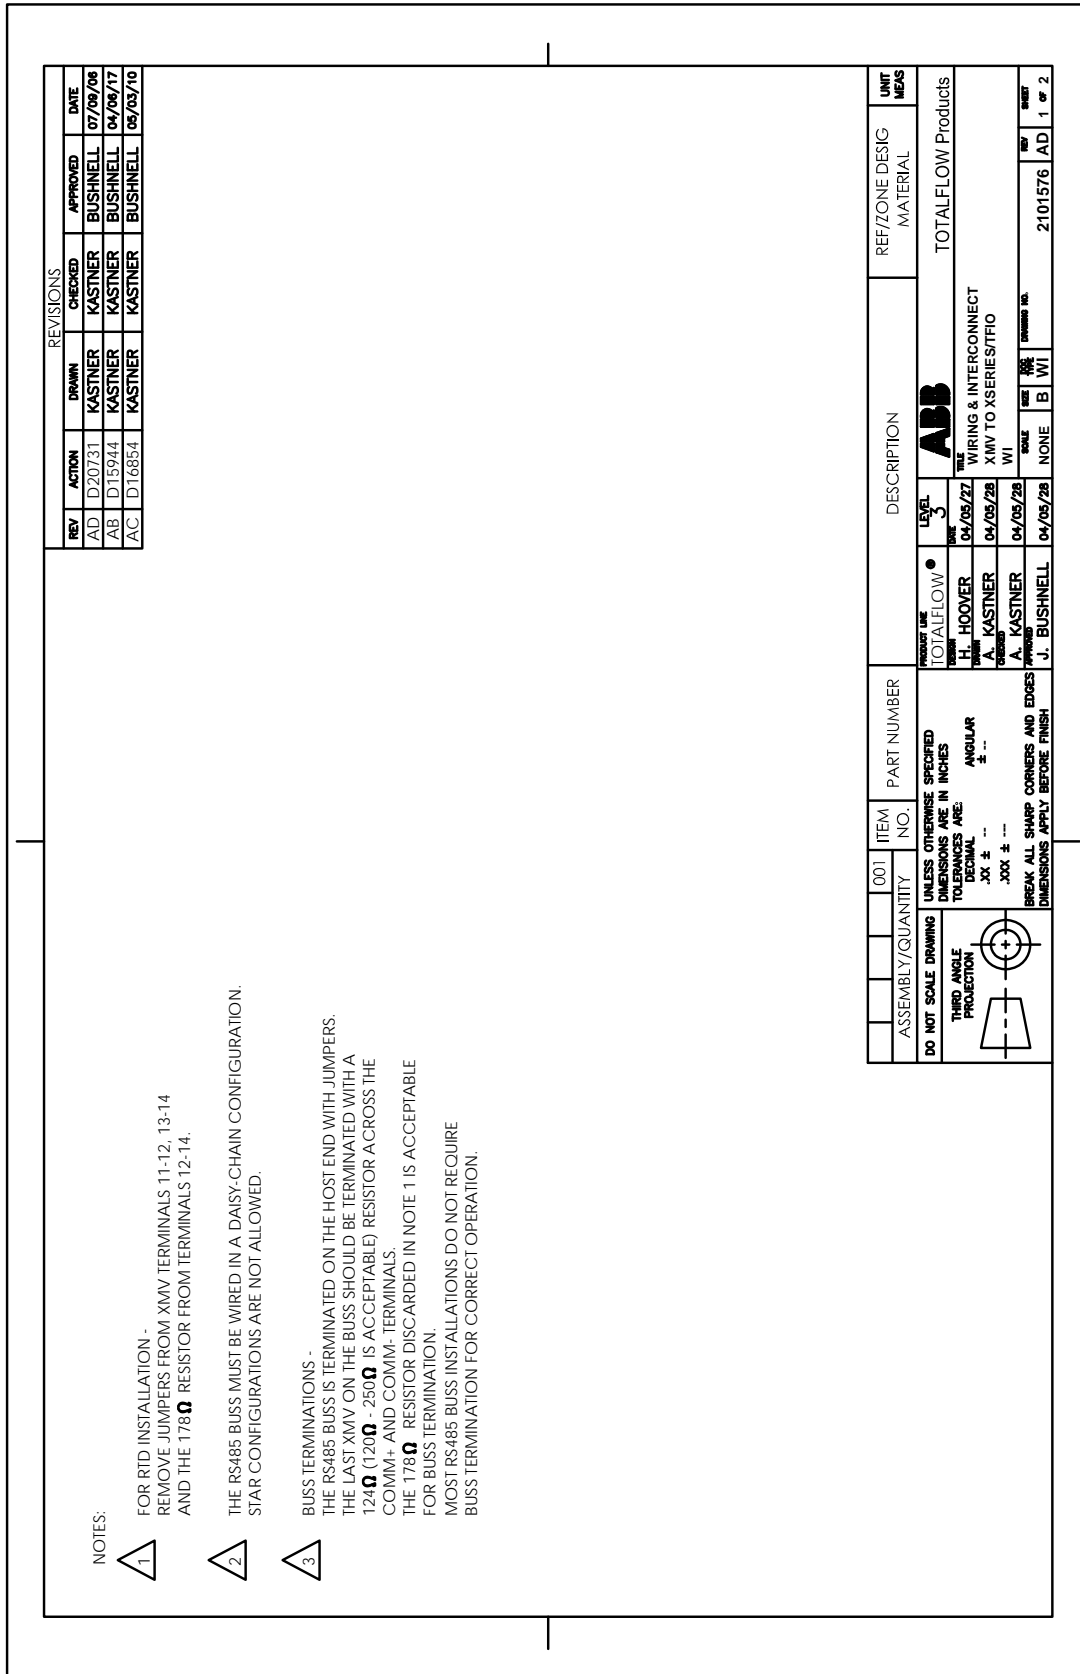 REVISIONS
REV ACTION DRAWN CHECKED APPROVED DATE
AD D20731 KASTNER KASTNER BUSHNELL 07/09/06
AB D15944 KASTNER KASTNER BUSHNELL 04/06/17
AC D16854 KASTNER KASTNER BUSHNELL 05/03/10
NOTES:
1
FOR RTD INSTALLATION -
REMOVE JUMPERS FROM XMV TERMINALS 11-12, 13-14
AND THE 178Ω RESISTOR FROM TERMINALS 12-14.
2
THE RS485 BUSS MUST BE WIRED IN A DAISY-CHAIN CONFIGURATION.
STAR CONFIGURATIONS ARE NOT ALLOWED.
3
BUSS TERMINATIONS -
THE RS485 BUSS IS TERMINATED ON THE HOST END WITH JUMPERS.
THE LAST XMV ON THE BUSS SHOULD BE TERMINATED WITH A
124Ω (120Ω - 250Ω IS ACCEPTABLE) RESISTOR ACROSS THE
COMM+ AND COMM- TERMINALS.
THE 178Ω RESISTOR DISCARDED IN NOTE 1 IS ACCEPTABLE
FOR BUSS TERMINATION.
MOST RS485 BUSS INSTALLATIONS DO NOT REQUIRE
BUSS TERMINATION FOR CORRECT OPERATION.
001
ASSEMBLY/QUANTITY
ITEM
NO.
PART NUMBER
DESCRIPTION
REF/ZONE DESIG
MATERIAL
UNIT
MEAS
DO NOT SCALE DRAWING
THIRD ANGLE
PROJECTION
UNLESS OTHERWISE SPECIFIED
DIMENSIONS ARE IN INCHES
TOLERANCES ARE:
DECIMAL ANGULAR
.XX ± -- ± --
.XXX ± ---
BREAK ALL SHARP CORNERS AND EDGES
DIMENSIONS APPLY BEFORE FINISH
PRODUCT LINE
TOTALFLOW®
LEVEL
3
DESIGN DATE
H. HOOVER 04/05/27
DRAWN
A. KASTNER 04/05/28
CHECKED
A. KASTNER 04/05/28
APPROVED
J. BUSHNELL 04/05/28
ABB
TOTALFLOW Products
TITLE
WIRING & INTERCONNECT
XMV TO XSERIES/TFIO
WI
SCALE
NONE
SIZE
B
DOC
TYPE
WI
DRAWING NO.
2101576
REV
AD
SHEET
1 OF 2